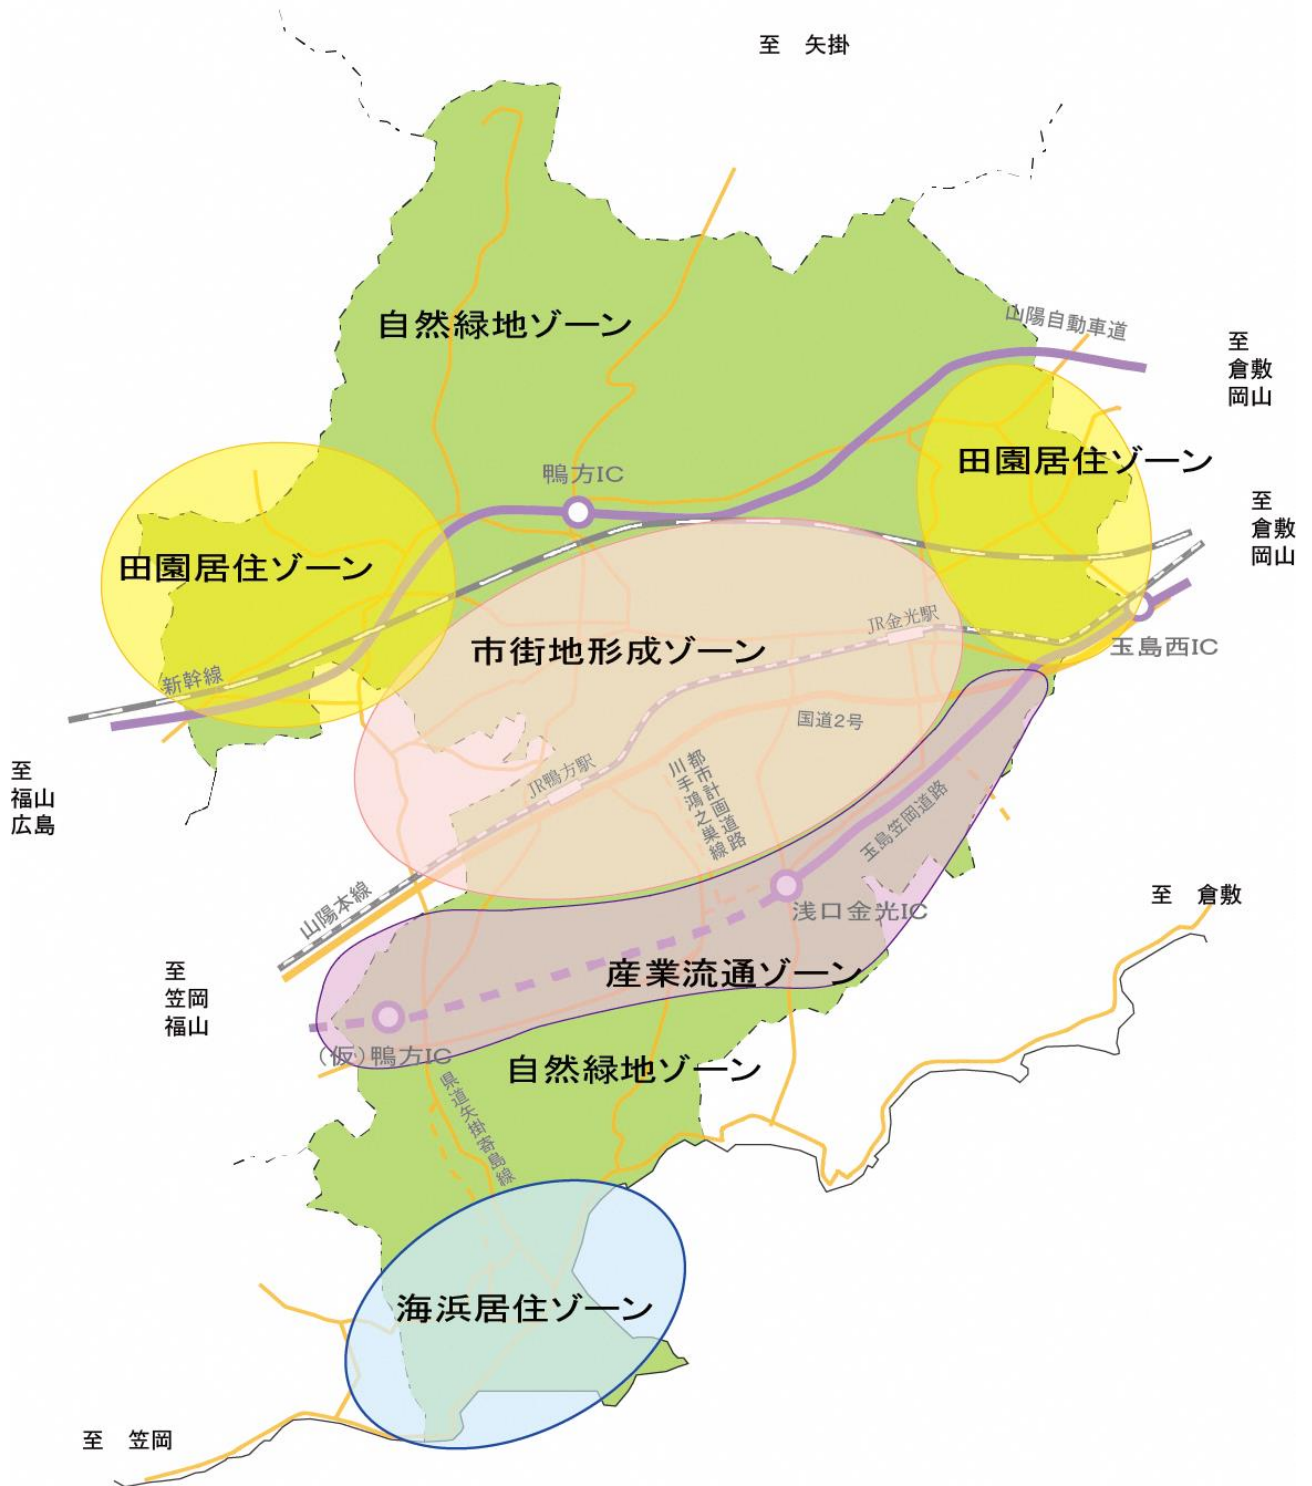 至　矢掛
自然緑地ゾーン
山陽自動車道
至
倉敷
岡山
田園居住ゾーン
鴨方IC
至
倉敷
岡山
田園居住ゾーン
JR金光駅
市街地形成ゾーン
玉島西IC
新幹線
国道2号
至
福山
広島
JR鴨方駅
都市計画道路
川手鴻之巣線
玉島笠岡道路
山陽本線
至　倉敷
浅口金光IC
至
笠岡
福山
産業流通ゾーン
(仮)鴨方IC
自然緑地ゾーン
県道矢掛寄島線
海浜居住ゾーン
至　笠岡